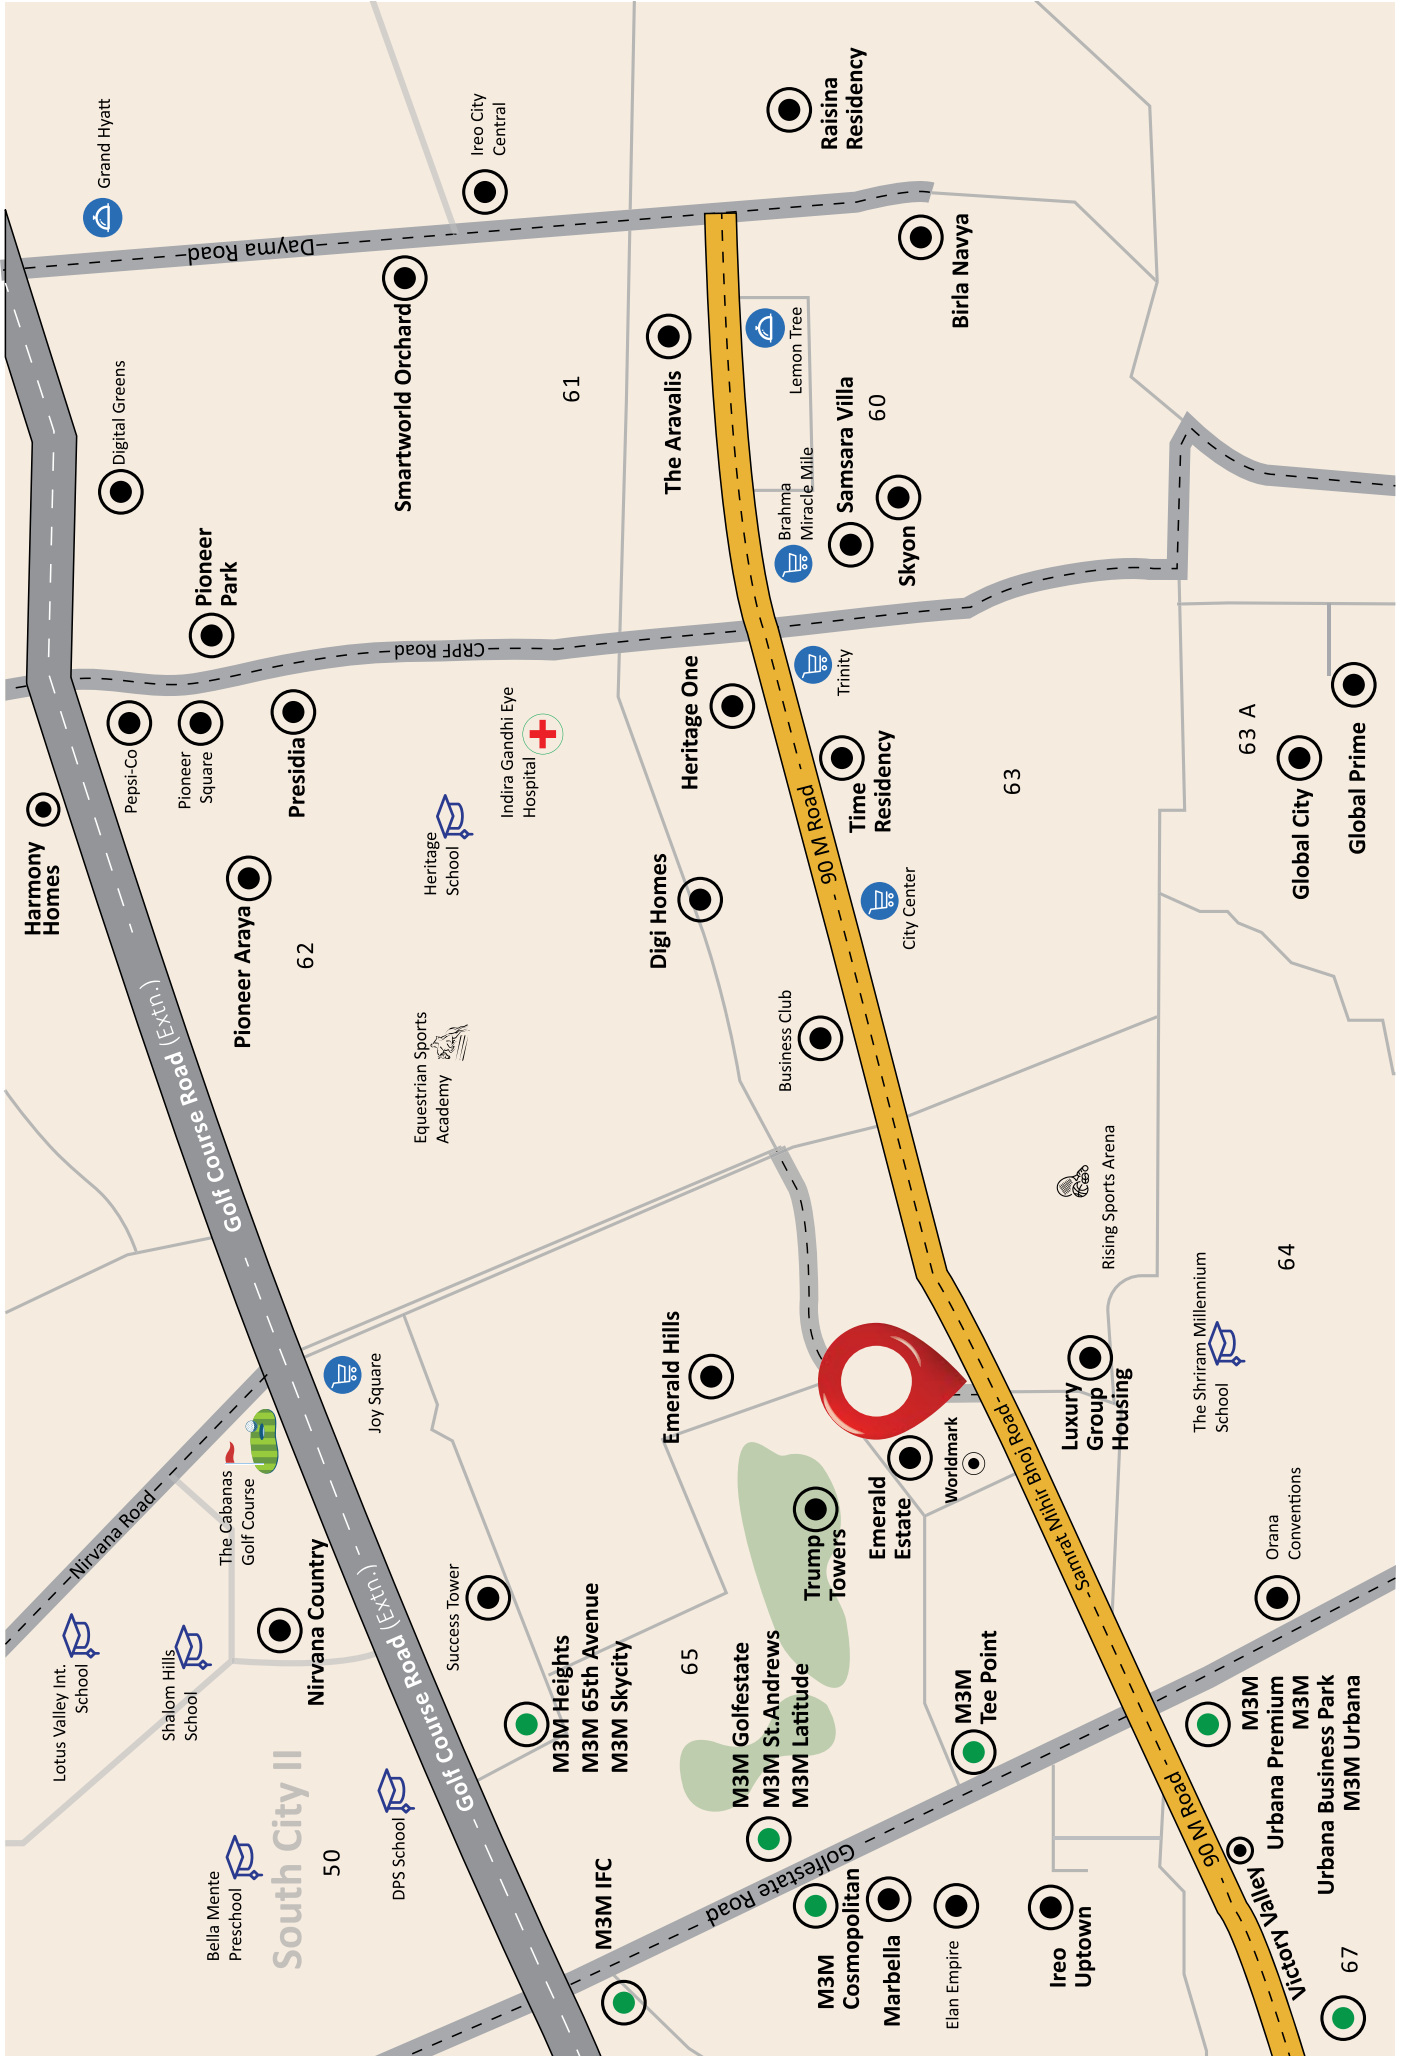 Grand Hyatt
Dayma Road
Ireo City
Central
Raisina
Residency
Birla Navya
Smartworld Orchard
61
The Aravalis
Lemon Tree
Samsara Villa
60
Brahma
Miracle Mile
Skyon
Digital Greens
Pioneer
Park
CRPF Road
Pepsi-Co
Pioneer
Square
Presidia
Harmony
Homes
Pioneer Araya
62
Heritage
School
Indira Gandhi Eye
Hospital
Heritage One
Trinity
Time
Residency
90 M Road
63
63 A
Global City
Global Prime
Digi Homes
City Center
Business Club
Golf Course Road (Extn.)
Equestrian Sports
Academy
Rising Sports Arena
64
The Shriram Millennium
School
Joy Square
Emerald Hills
Luxury
Group
Housing
Samrat Mihir Bhoj Road
Worldmark
Emerald
Estate
Trump
Towers
Orana
Conventions
Nirvana Road
The Cabanas
Golf Course
Nirvana Country
Golf Course Road (Extn.)
Success Tower
Lotus Valley Int.
School
Shalom Hills
School
M3M Heights
M3M 65th Avenue
M3M Skycity
65
M3M Golfestate
M3M St.Andrews
M3M Latitude
M3M
Tee Point
M3M
Urbana Premium
M3M
Urbana Business Park
M3M Urbana
90 M Road
South City II
50
DPS School
Bella Mente
Preschool
M3M IFC
Golfestate Road
M3M
Cosmopolitan
Marbella
Elan Empire
Ireo
Uptown
Victory Valley
67